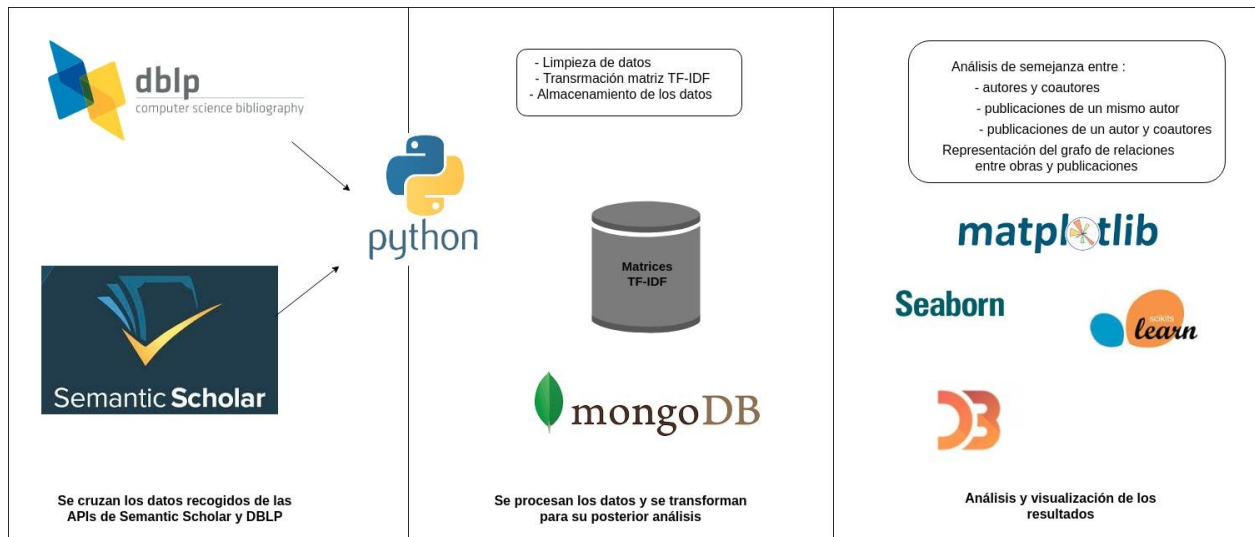 dblp
computer science bibliography
Semantic Scholar
Se cruzan los datos recogidos de las
APIs de Semantic Scholar y DBLP
python
- Limpieza de datos
- Transrmación matriz TF-IDF
- Almacenamiento de los datos
Matrices
TF-IDF
mongoDB
Se procesan los datos y se transforman
para su posterior análisis
Análisis de semejanza entre :
- autores y coautores
- publicaciones de un mismo autor
- publicaciones de un autor y coautores
Representación del grafo de relaciones
entre obras y publicaciones
matplotlib
Seaborn
scikits
learn
D3
Análisis y visualización de los
resultados